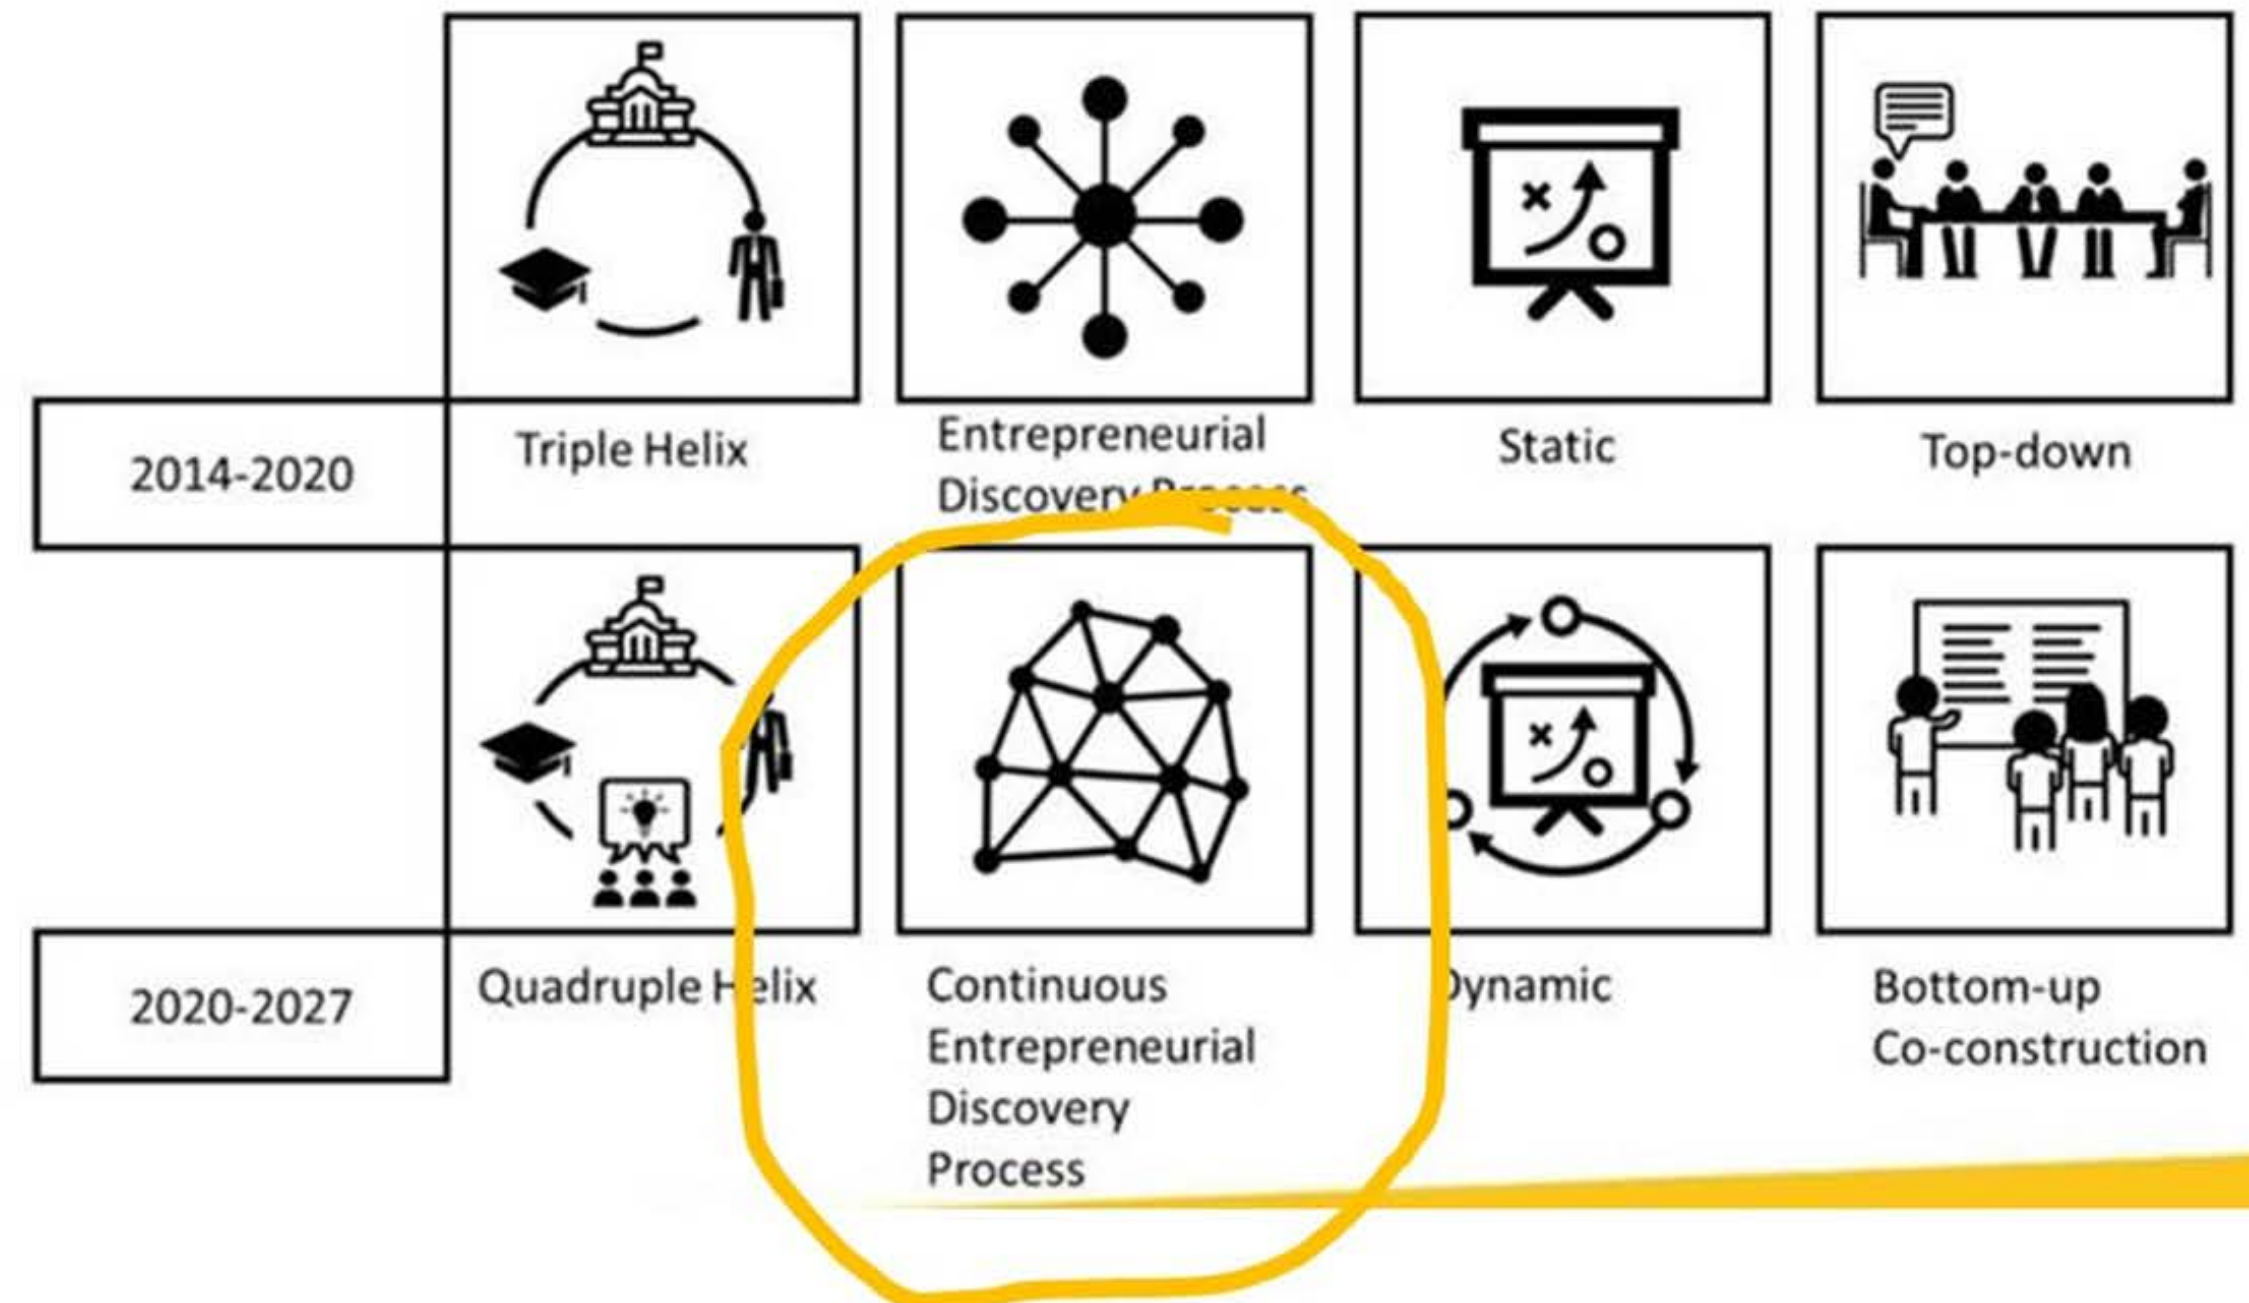 2014-2020
Triple Helix
Entrepreneurial
Discovery Process
Static
Top-down
2020-2027
Quadruple Helix
Continuous
Entrepreneurial
Discovery
Process
Dynamic
Bottom-up
Co-construction